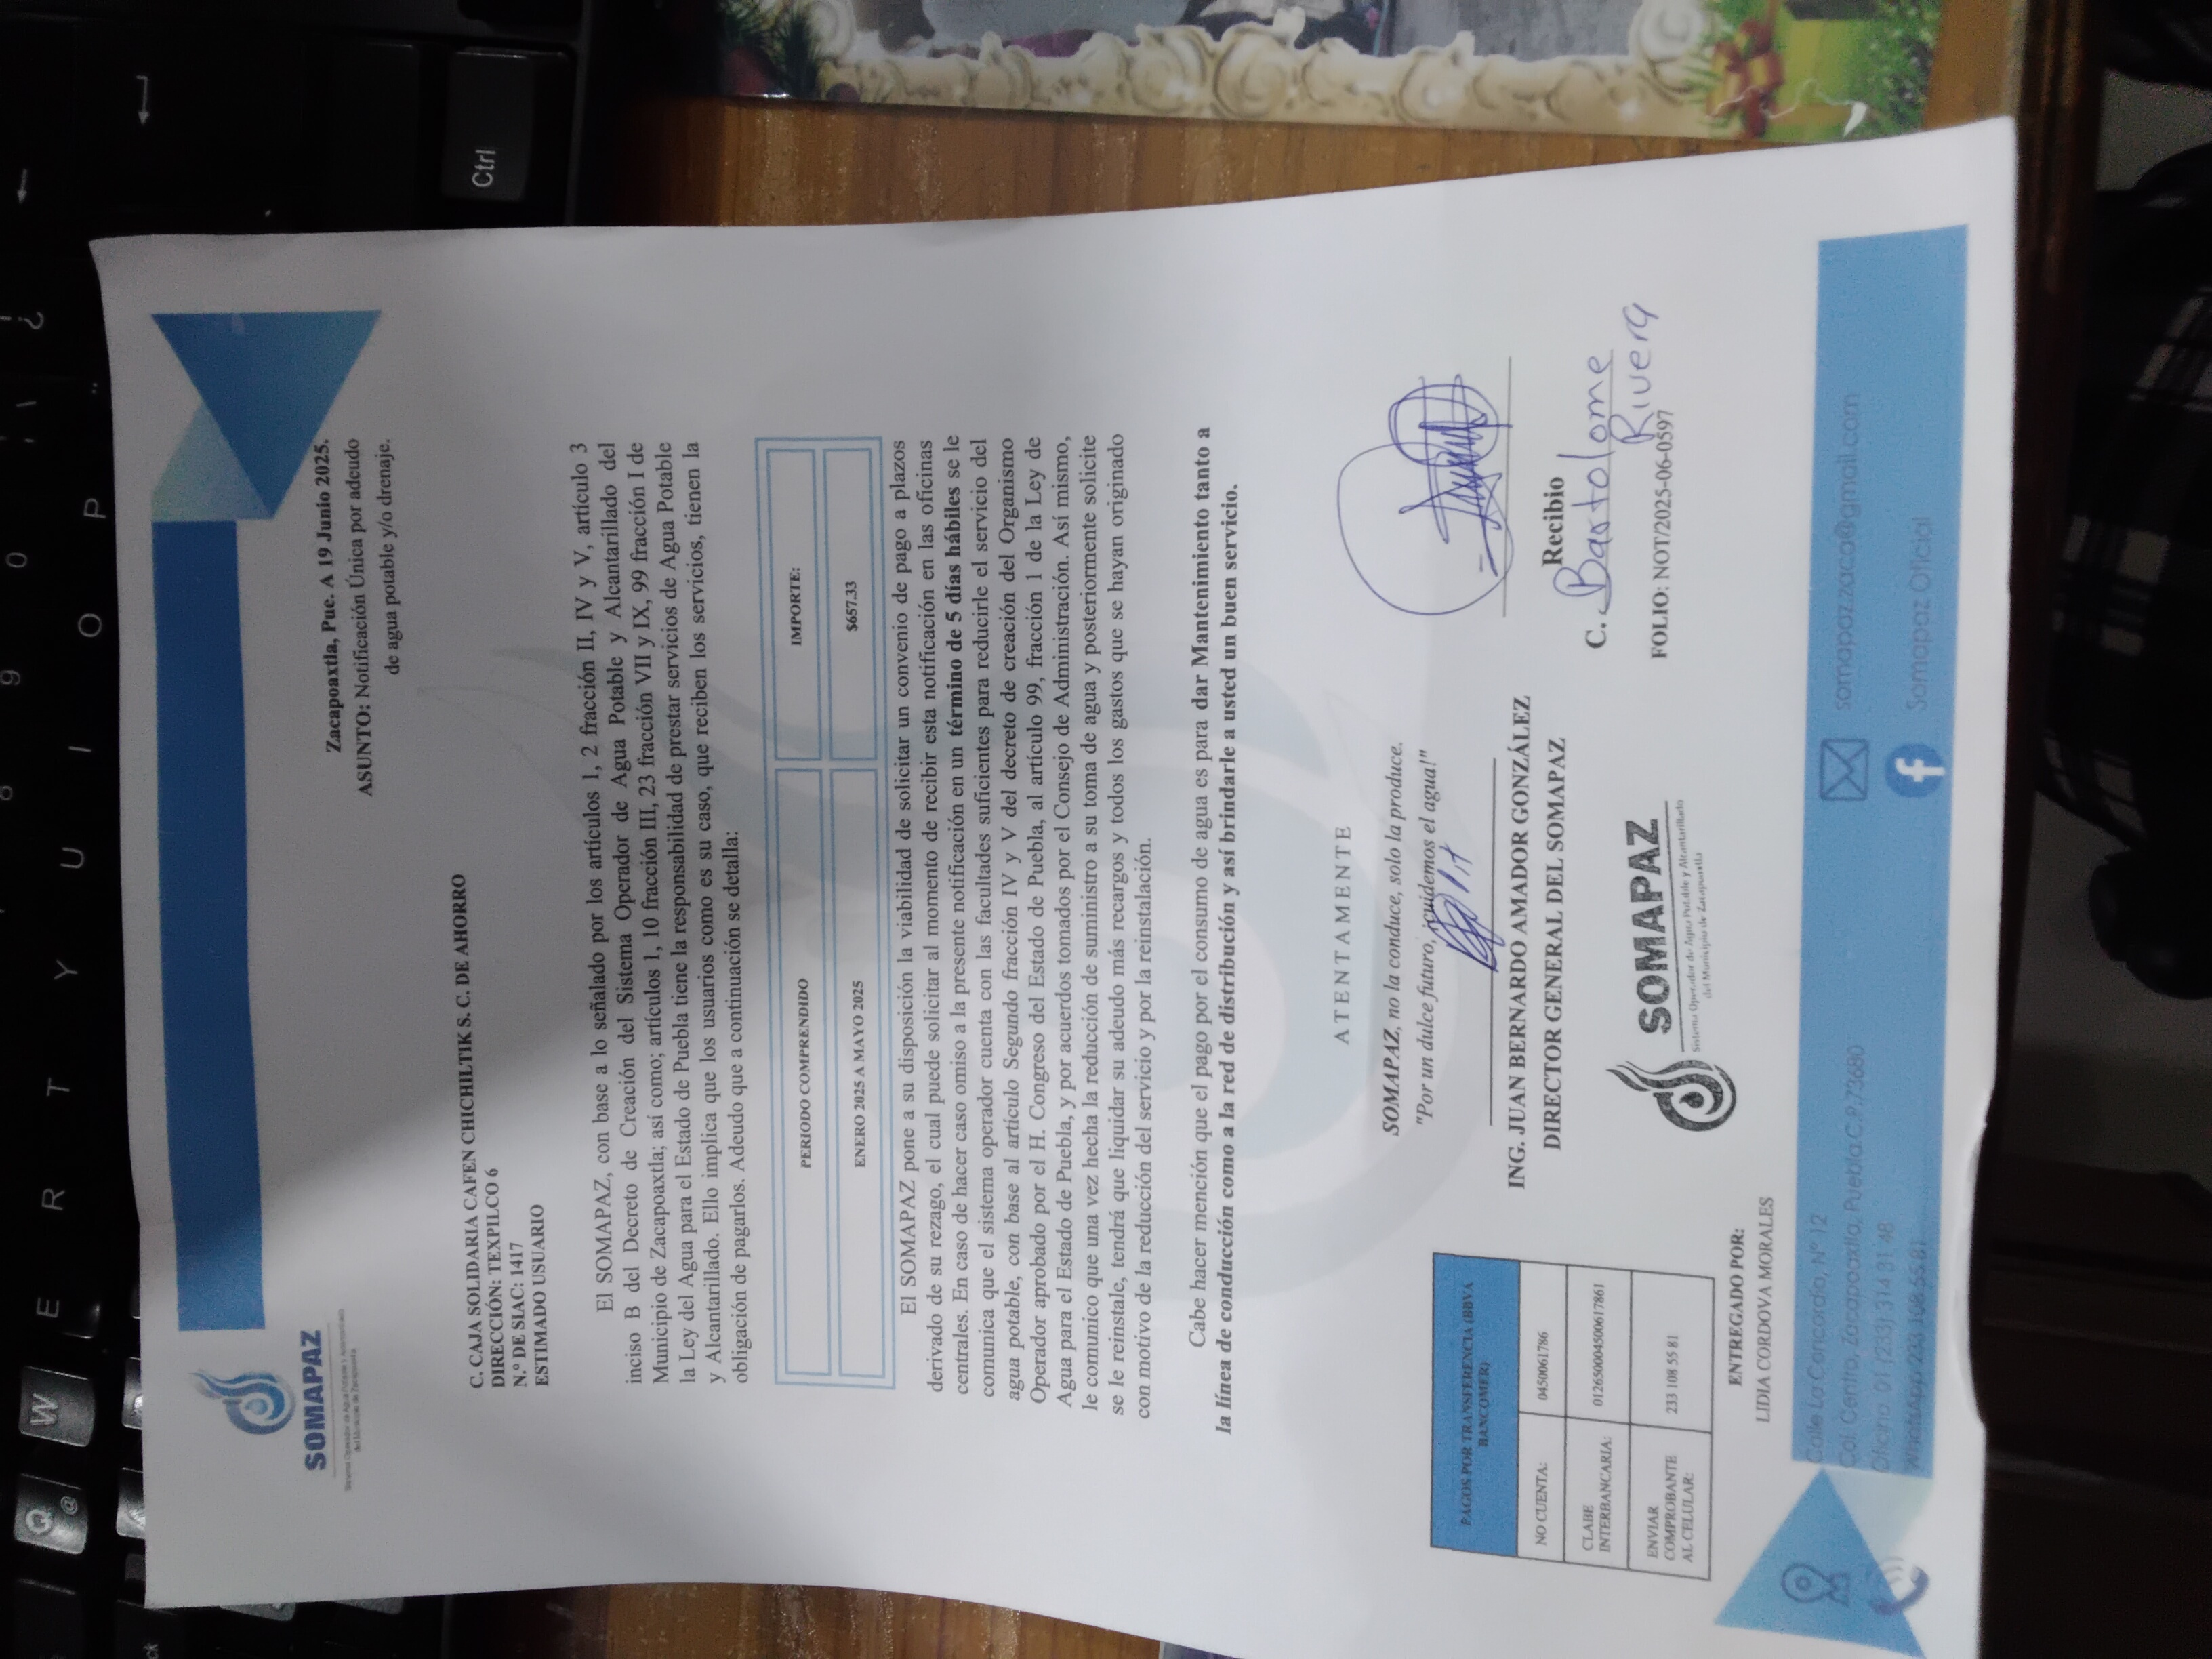 SOMAPAZ
Sistema Operador de Agua Potable y Alcantarillado
del Municipio de Zacapoaxtla
Zacapoaxtla, Pue. A 19 Junio 2025.
ASUNTO: Notificación Única por adeudo
de agua potable y/o drenaje.
C. CAJA SOLIDARIA CAFEN CHICHILTIK S. C. DE AHORRO
DIRECCIÓN: TEXPILCO 6
N.º DE SIAC: 1417
ESTIMADO USUARIO
El SOMAPAZ, con base a lo señalado por los artículos 1, 2 fracción II, IV y V, artículo 3
inciso B del Decreto de Creación del Sistema Operador de Agua Potable y Alcantarillado del
Municipio de Zacapoaxtla; así como; artículos 1, 10 fracción III, 23 fracción VII y IX, 99 fracción I de
la Ley del Agua para el Estado de Puebla tiene la responsabilidad de prestar servicios de Agua Potable
y Alcantarillado. Ello implica que los usuarios como es su caso, que reciben los servicios, tienen la
obligación de pagarlos. Adeudo que a continuación se detalla:
PERIODO COMPRENDIDO IMPORTE:
ENERO 2025 A MAYO 2025 $657.33
El SOMAPAZ pone a su disposición la viabilidad de solicitar un convenio de pago a plazos
derivado de su rezago, el cual puede solicitar al momento de recibir esta notificación en las oficinas
centrales. En caso de hacer caso omiso a la presente notificación en un término de 5 días hábiles se le
comunica que el sistema operador cuenta con las facultades suficientes para reducirle el servicio del
agua potable, con base al artículo Segundo fracción IV y V del decreto de creación del Organismo
Operador aprobado por el H. Congreso del Estado de Puebla, al artículo 99, fracción 1 de la Ley de
Agua para el Estado de Puebla, y por acuerdos tomados por el Consejo de Administración. Así mismo,
le comunico que una vez hecha la reducción de suministro a su toma de agua y posteriormente solicite
se le reinstale, tendrá que liquidar su adeudo más recargos y todos los gastos que se hayan originado
con motivo de la reducción del servicio y por la reinstalación.
Cabe hacer mención que el pago por el consumo de agua es para dar Mantenimiento tanto a
la línea de conducción como a la red de distribución y así brindarle a usted un buen servicio.
ATENTAMENTE
SOMAPAZ, no la conduce, solo la produce.
"Por un dulce futuro, ¡cuidemos el agua!"
ING. JUAN BERNARDO AMADOR GONZÁLEZ
DIRECTOR GENERAL DEL SOMAPAZ
SOMAPAZ
Sistema Operador de Agua Potable y Alcantarillado
del Municipio de Zacapoaxtla
Recibio
C. Bartolome
Rivera
FOLIO: NOT/2025-06-0597
PAGOS POR TRANSFERENCIA (BBVA
BANCOMER)
NO CUENTA: 0450061786
CLABE
INTERBANCARIA: 012650004500617861
ENVIAR
COMPROBANTE
AL CELULAR: 233 108 55 81
ENTREGADO POR:
LIDIA CORDOVA MORALES
Calle La Concordia, N° 12
Col Centro, Zacapoaxtla, Puebla.C.P.73680
Oficina 01 (223) 314 31 48
WhatsApp 233 108 55 81
somapaz.zaca@gmail.com
Somapaz Oficial
Ctrl
Q @
W
E
R
T
Y
U
I
O
P
9
0